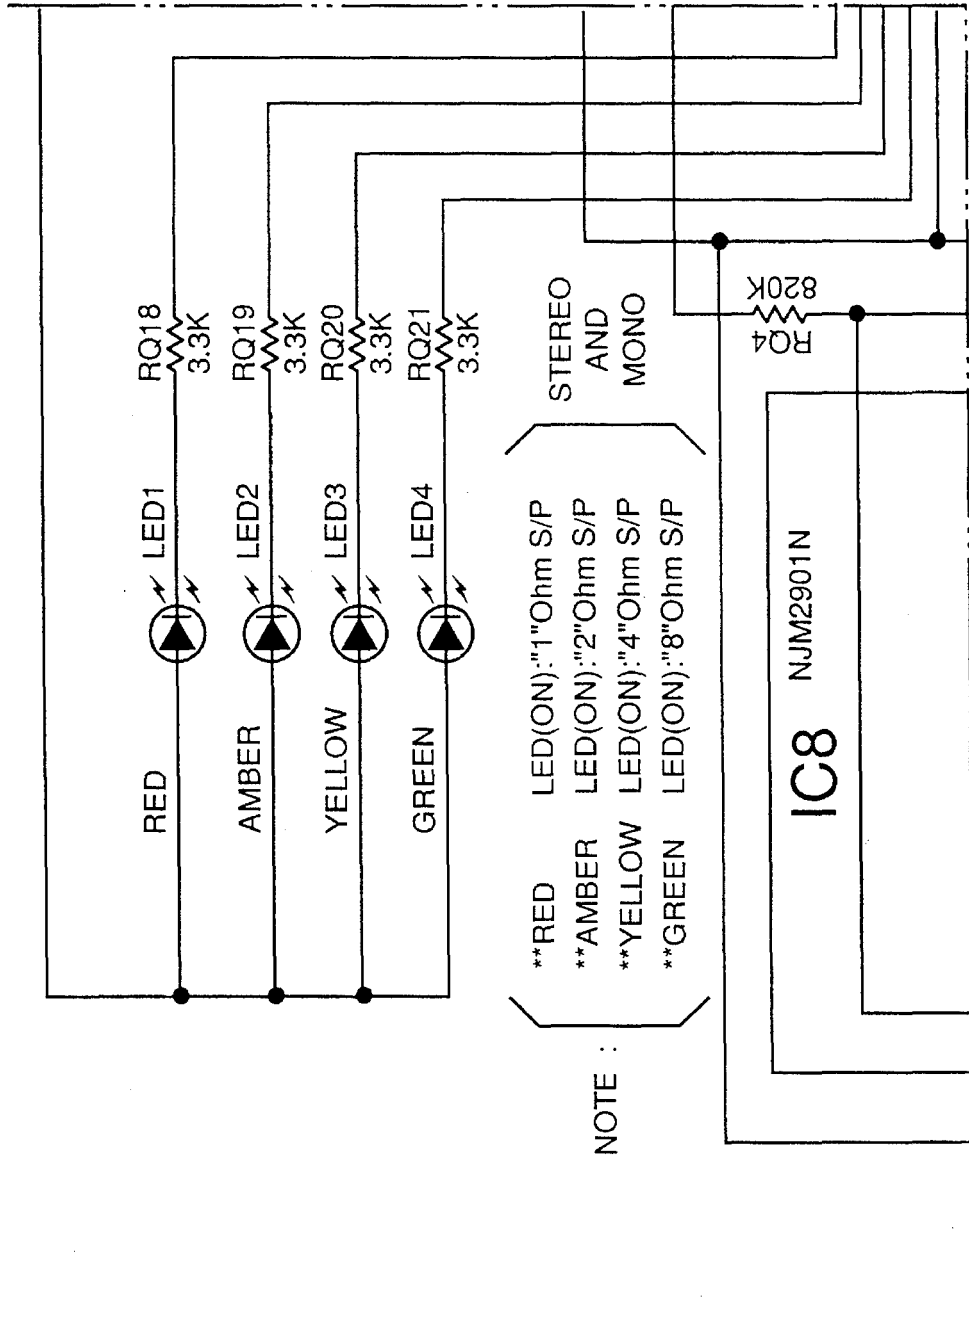 RED
LED1
RQ18
3.3K
AMBER
LED2
RQ19
3.3K
YELLOW
LED3
RQ20
3.3K
GREEN
LED4
RQ21
3.3K
NOTE :
**RED LED(ON):"1"Ohm S/P
**AMBER LED(ON):"2"Ohm S/P
**YELLOW LED(ON):"4"Ohm S/P
**GREEN LED(ON):"8"Ohm S/P
STEREO
AND
MONO
820K
RQ4
IC8 NJM2901N